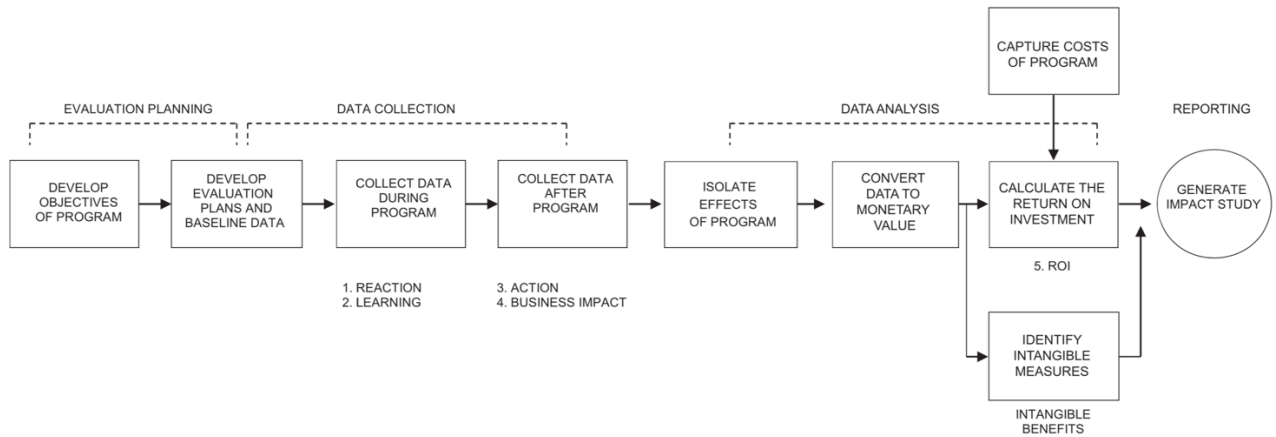 CAPTURE COSTS
OF PROGRAM
EVALUATION PLANNING
DATA COLLECTION
DATA ANALYSIS
REPORTING
DEVELOP
OBJECTIVES
OF PROGRAM
DEVELOP
EVALUATION
PLANS AND
BASELINE DATA
COLLECT DATA
DURING
PROGRAM
COLLECT DATA
AFTER
PROGRAM
ISOLATE
EFFECTS
OF PROGRAM
CONVERT
DATA TO
MONETARY
VALUE
CALCULATE THE
RETURN ON
INVESTMENT
GENERATE
IMPACT STUDY
1. REACTION
2. LEARNING
3. ACTION
4. BUSINESS IMPACT
5. ROI
IDENTIFY
INTANGIBLE
MEASURES
INTANGIBLE
BENEFITS